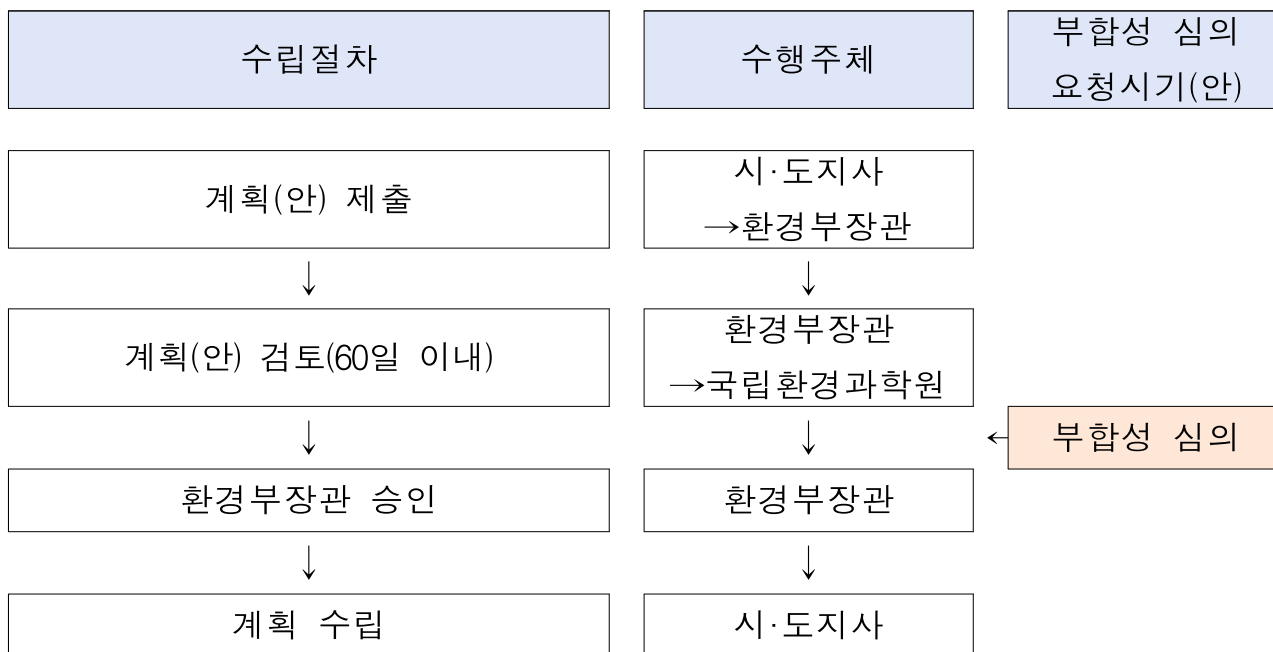 수립절차
수행주체
부합성 심의
요청시기(안)
계획(안) 제출
시·도지사
→환경부장관
↓
↓
계획(안) 검토(60일 이내)
환경부장관
→국립환경과학원
↓
↓
←
부합성 심의
환경부장관 승인
환경부장관
↓
↓
계획 수립
시·도지사